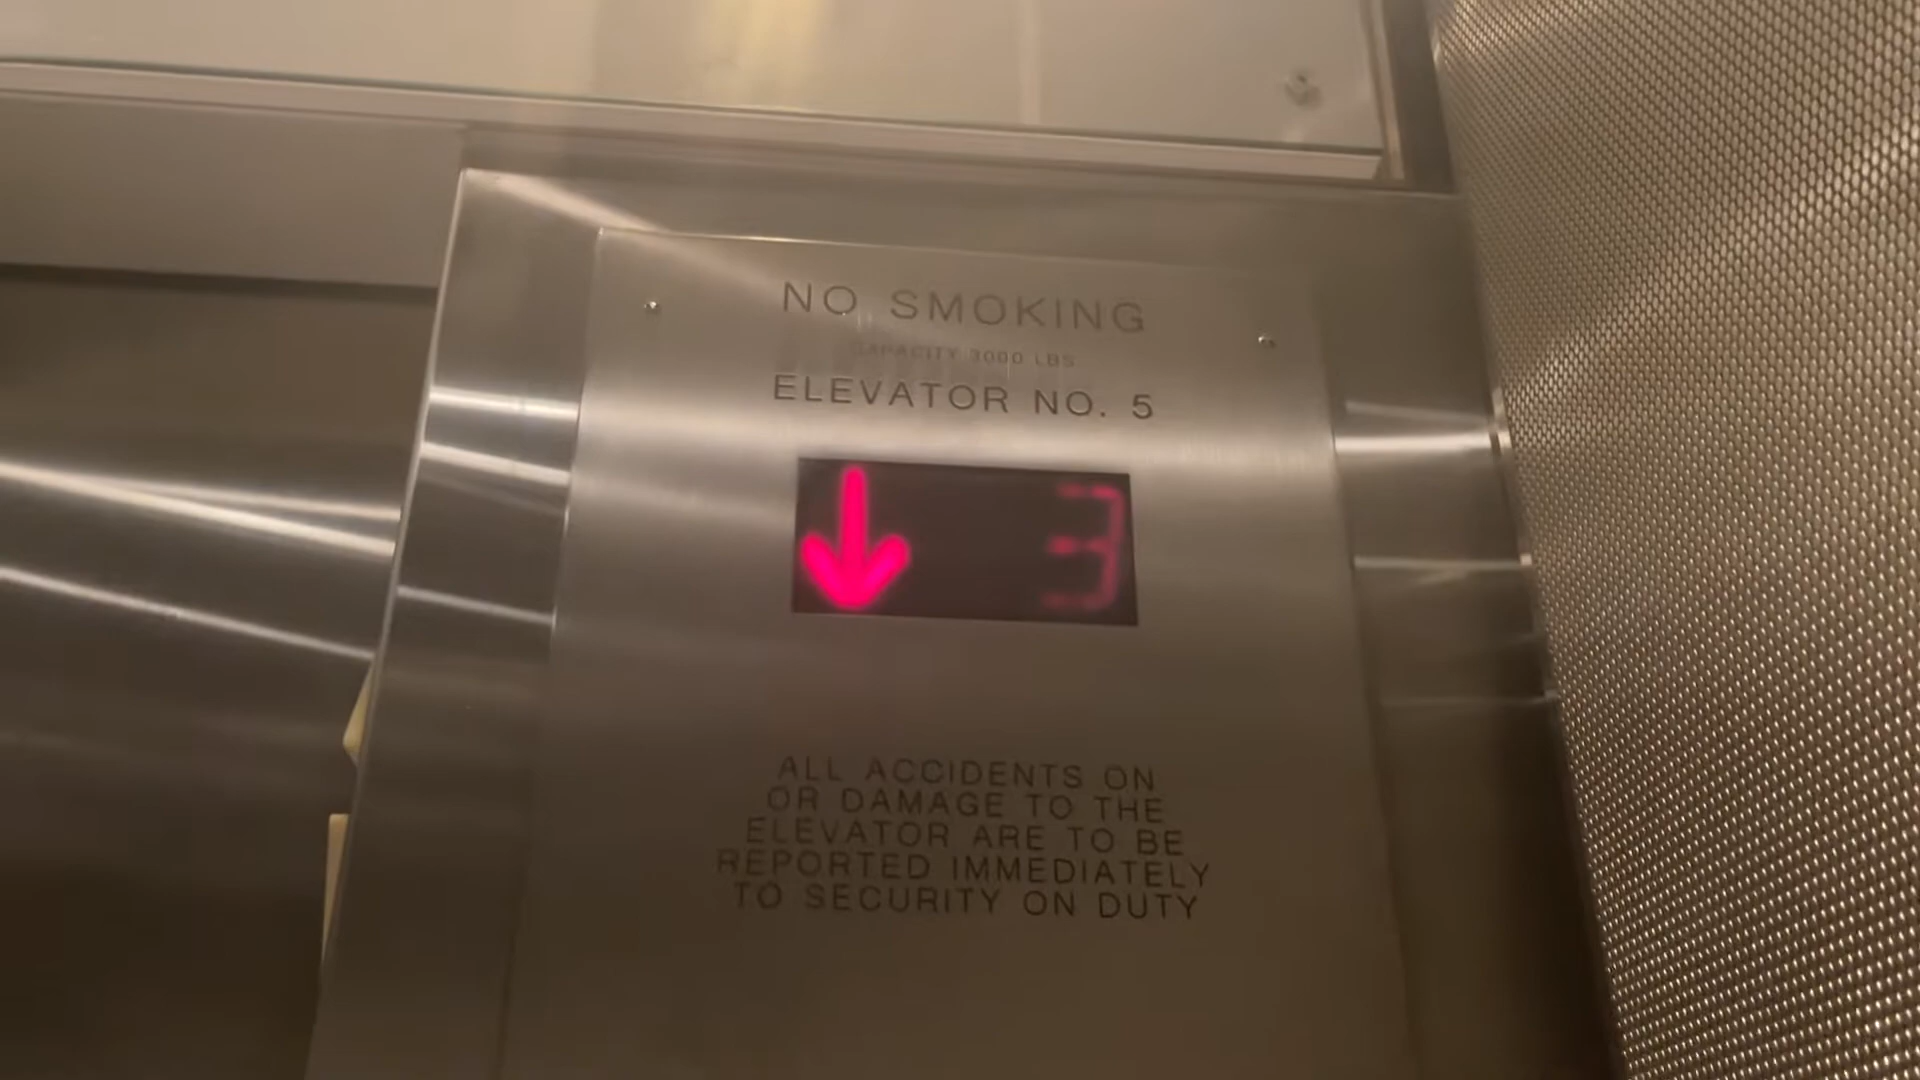 NO SMOKING
CAPACITY 3000 LBS
ELEVATOR NO. 5
3
ALL ACCIDENTS ON
OR DAMAGE TO THE
ELEVATOR ARE TO BE
REPORTED IMMEDIATELY
TO SECURITY ON DUTY